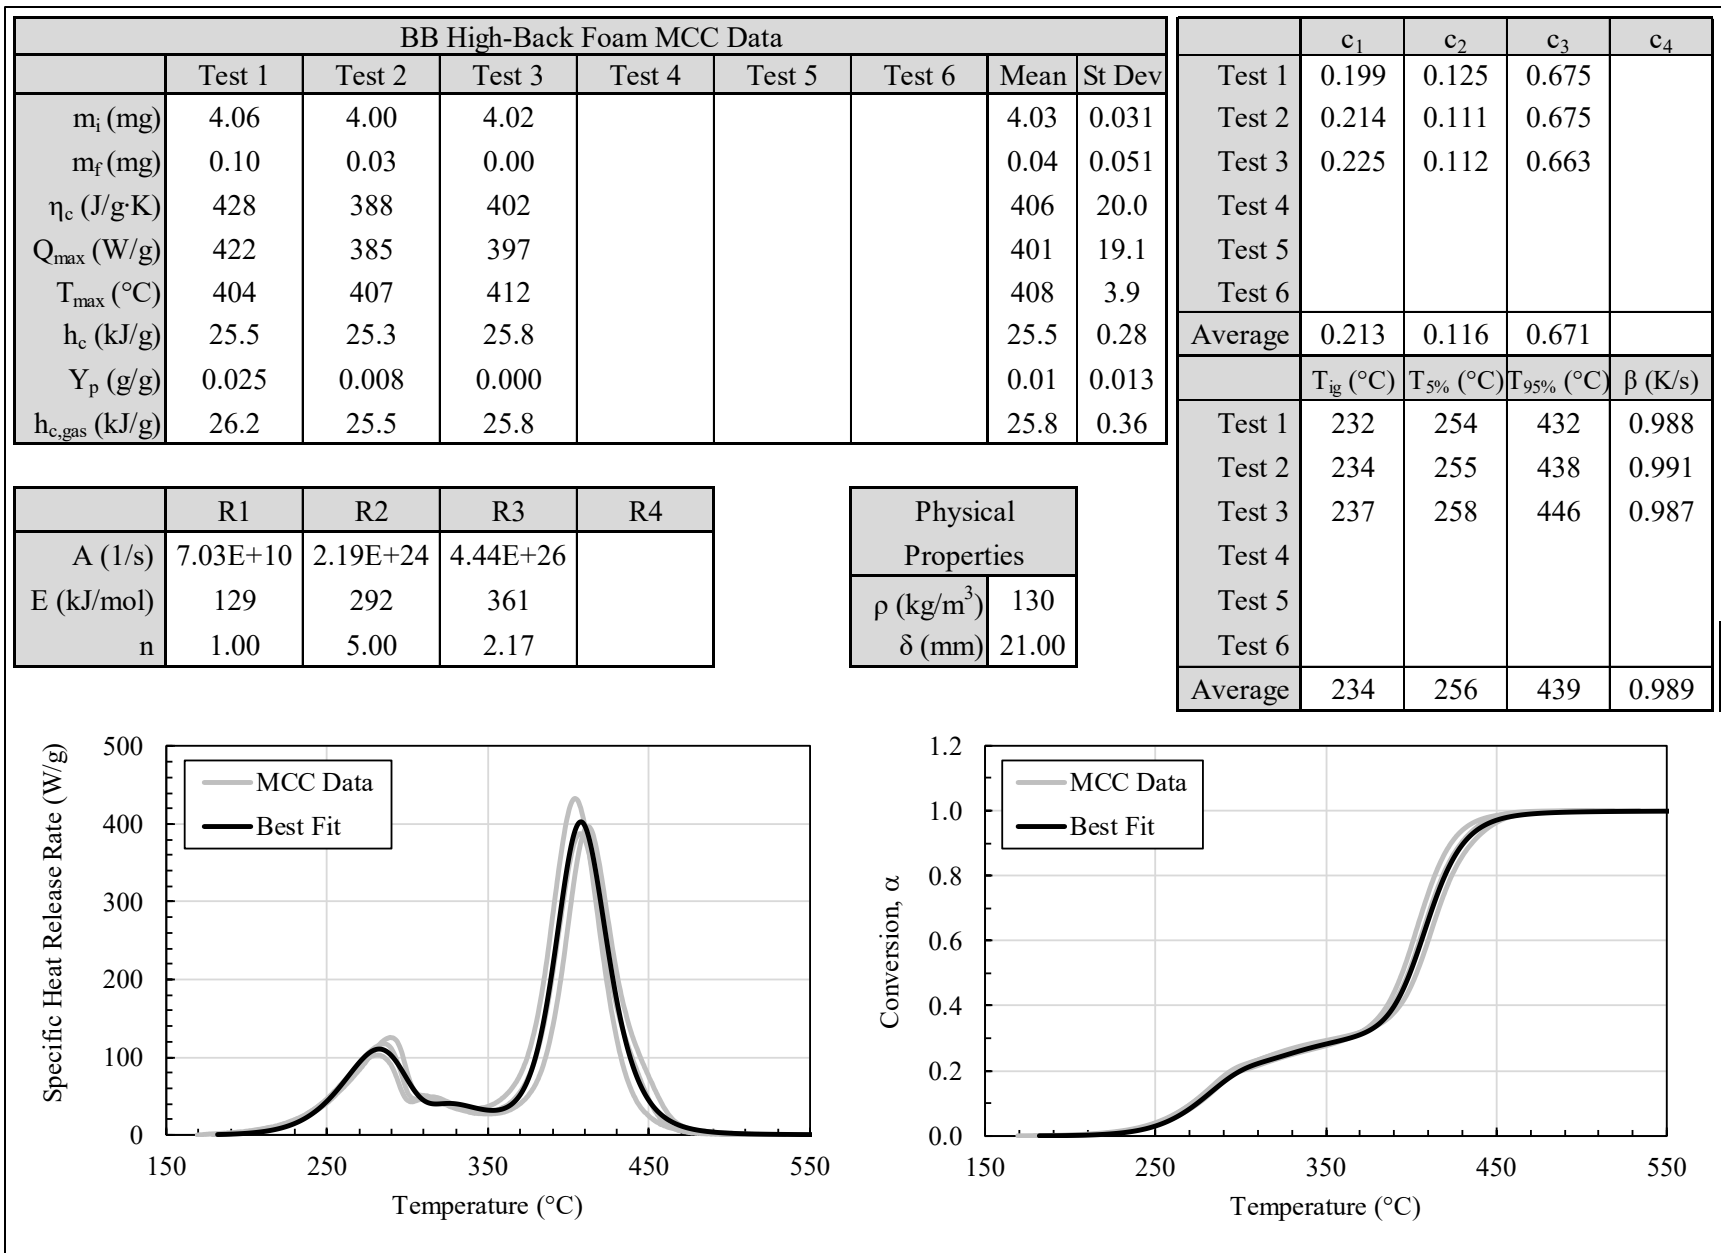 BB High-Back Foam MCC Data
Test 1 Test 2 Test 3 Test 4 Test 5 Test 6 Mean St Dev
mᵢ (mg) 4.06 4.00 4.02 4.03 0.031
m_f (mg) 0.10 0.03 0.00 0.04 0.051
η_c (J/g·K) 428 388 402 406 20.0
Q_max (W/g) 422 385 397 401 19.1
T_max (°C) 404 407 412 408 3.9
h_c (kJ/g) 25.5 25.3 25.8 25.5 0.28
Y_p (g/g) 0.025 0.008 0.000 0.01 0.013
h_c,gas (kJ/g) 26.2 25.5 25.8 25.8 0.36
c₁ c₂ c₃ c₄
Test 1 0.199 0.125 0.675
Test 2 0.214 0.111 0.675
Test 3 0.225 0.112 0.663
Test 4
Test 5
Test 6
Average 0.213 0.116 0.671
T_ig (°C) T_5% (°C) T_95% (°C) β (K/s)
Test 1 232 254 432 0.988
Test 2 234 255 438 0.991
Test 3 237 258 446 0.987
Test 4
Test 5
Test 6
Average 234 256 439 0.989
R1 R2 R3 R4
A (1/s) 7.03E+10 2.19E+24 4.44E+26
E (kJ/mol) 129 292 361
n 1.00 5.00 2.17
Physical
Properties
ρ (kg/m³) 130
δ (mm) 21.00
Specific Heat Release Rate (W/g)
500
400
300
200
100
0
MCC Data
Best Fit
150 250 350 450 550
Temperature (°C)
Conversion, α
1.2
1.0
0.8
0.6
0.4
0.2
0.0
MCC Data
Best Fit
150 250 350 450 550
Temperature (°C)